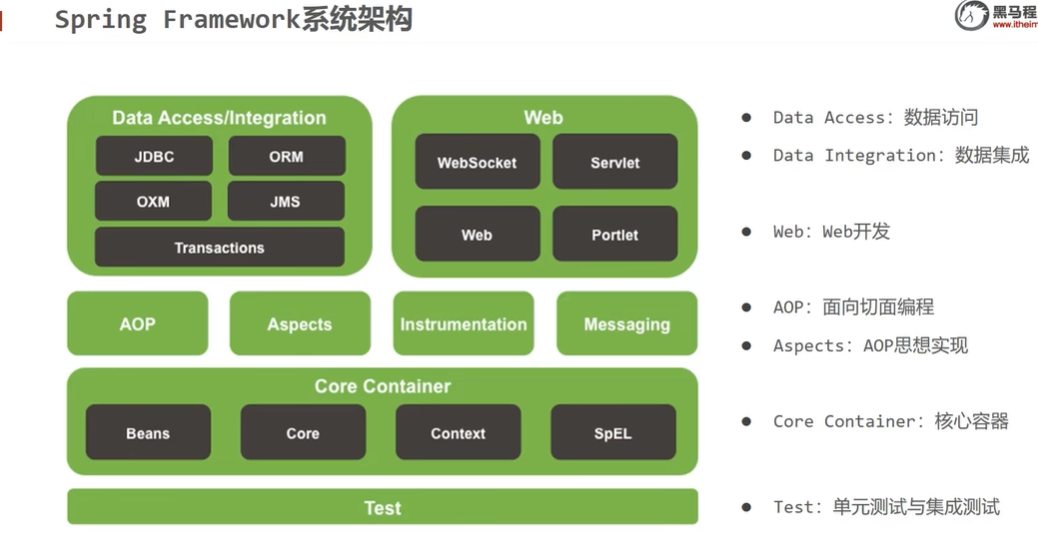 Spring Framework系统架构
黑马程
www.itheim
Data Access/Integration
JDBC
ORM
OXM
JMS
Transactions
Web
WebSocket
Servlet
Web
Portlet
AOP
Aspects
Instrumentation
Messaging
Core Container
Beans
Core
Context
SpEL
Test
● Data Access: 数据访问
● Data Integration: 数据集成
● Web: Web开发
● AOP: 面向切面编程
● Aspects: AOP思想实现
● Core Container: 核心容器
● Test: 单元测试与集成测试